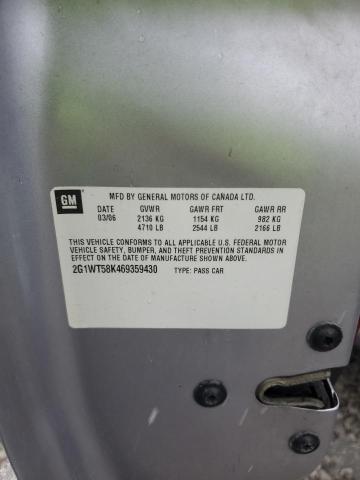 GM
MFD BY GENERAL MOTORS OF CANADA LTD.
DATE GVWR GAWR FRT GAWR RR
03/06 2136 KG 1154 KG 982 KG
4710 LB 2544 LB 2166 LB
THIS VEHICLE CONFORMS TO ALL APPLICABLE U.S. FEDERAL MOTOR
VEHICLE SAFETY, BUMPER, AND THEFT PREVENTION STANDARDS IN
EFFECT ON THE DATE OF MANUFACTURE SHOWN ABOVE.
2G1WT58K469359430 TYPE: PASS CAR